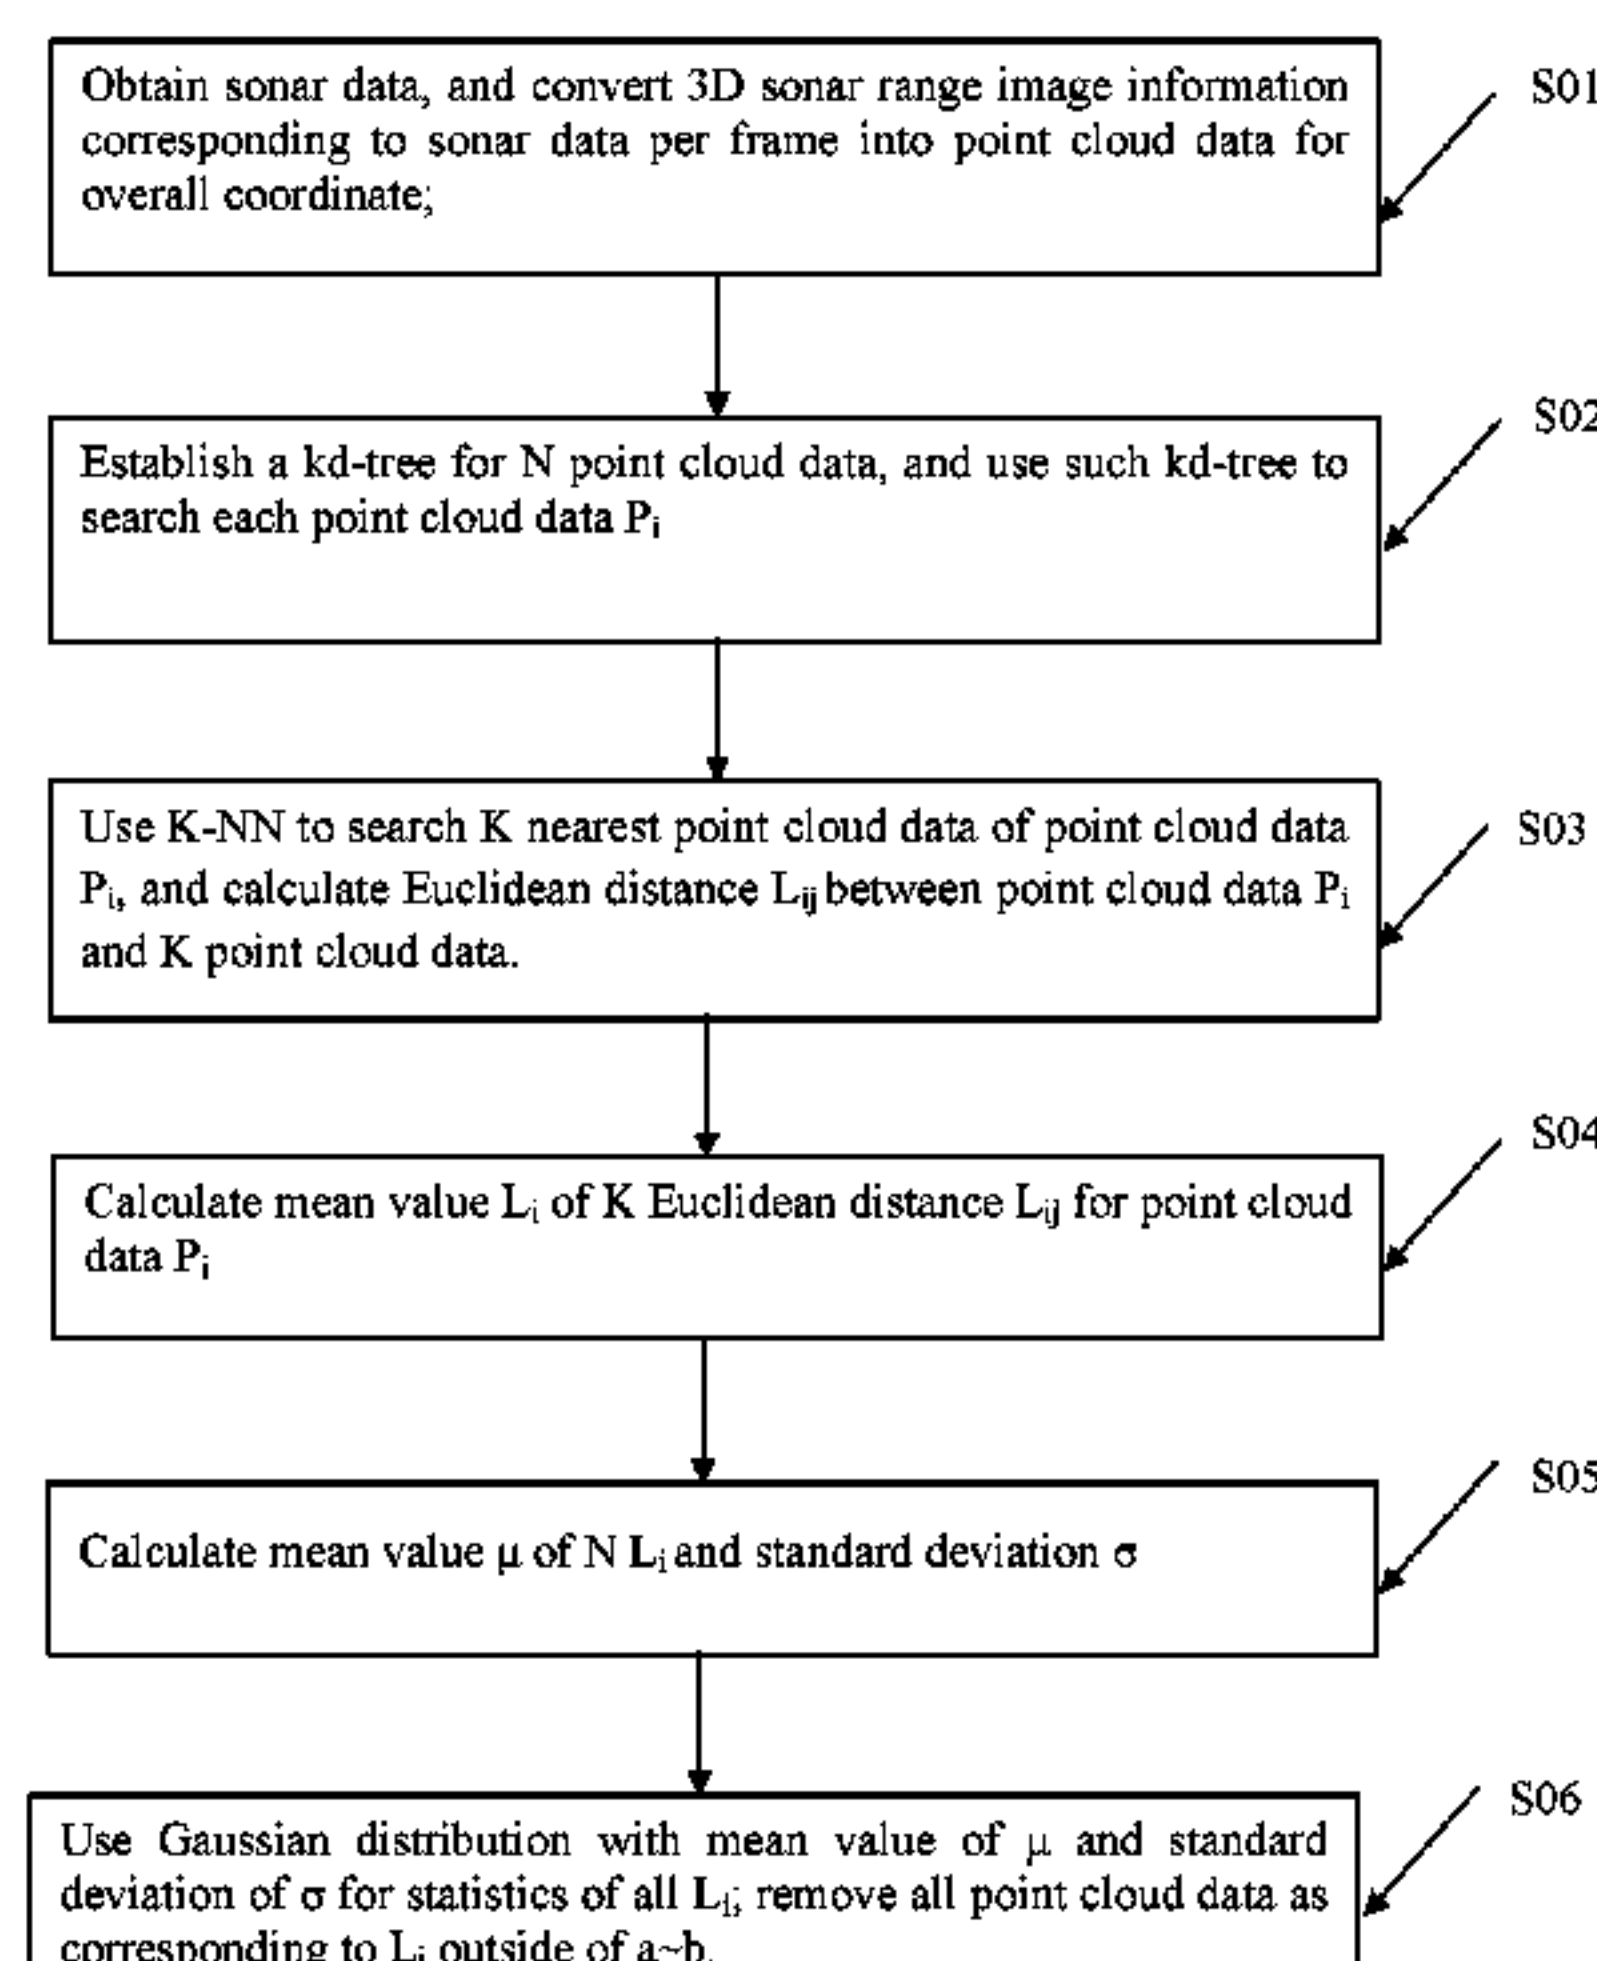 Obtain sonar data, and convert 3D sonar range image information
corresponding to sonar data per frame into point cloud data for
overall coordinate;
S01
Establish a kd-tree for N point cloud data, and use such kd-tree to
search each point cloud data Pi
S02
Use K-NN to search K nearest point cloud data of point cloud data
Pi, and calculate Euclidean distance Lij between point cloud data Pi
and K point cloud data.
S03
Calculate mean value Li of K Euclidean distance Lij for point cloud
data Pi
S04
Calculate mean value μ of N Li and standard deviation σ
S05
Use Gaussian distribution with mean value of μ and standard
deviation of σ for statistics of all Li; remove all point cloud data as
corresponding to Li outside of a~b.
S06